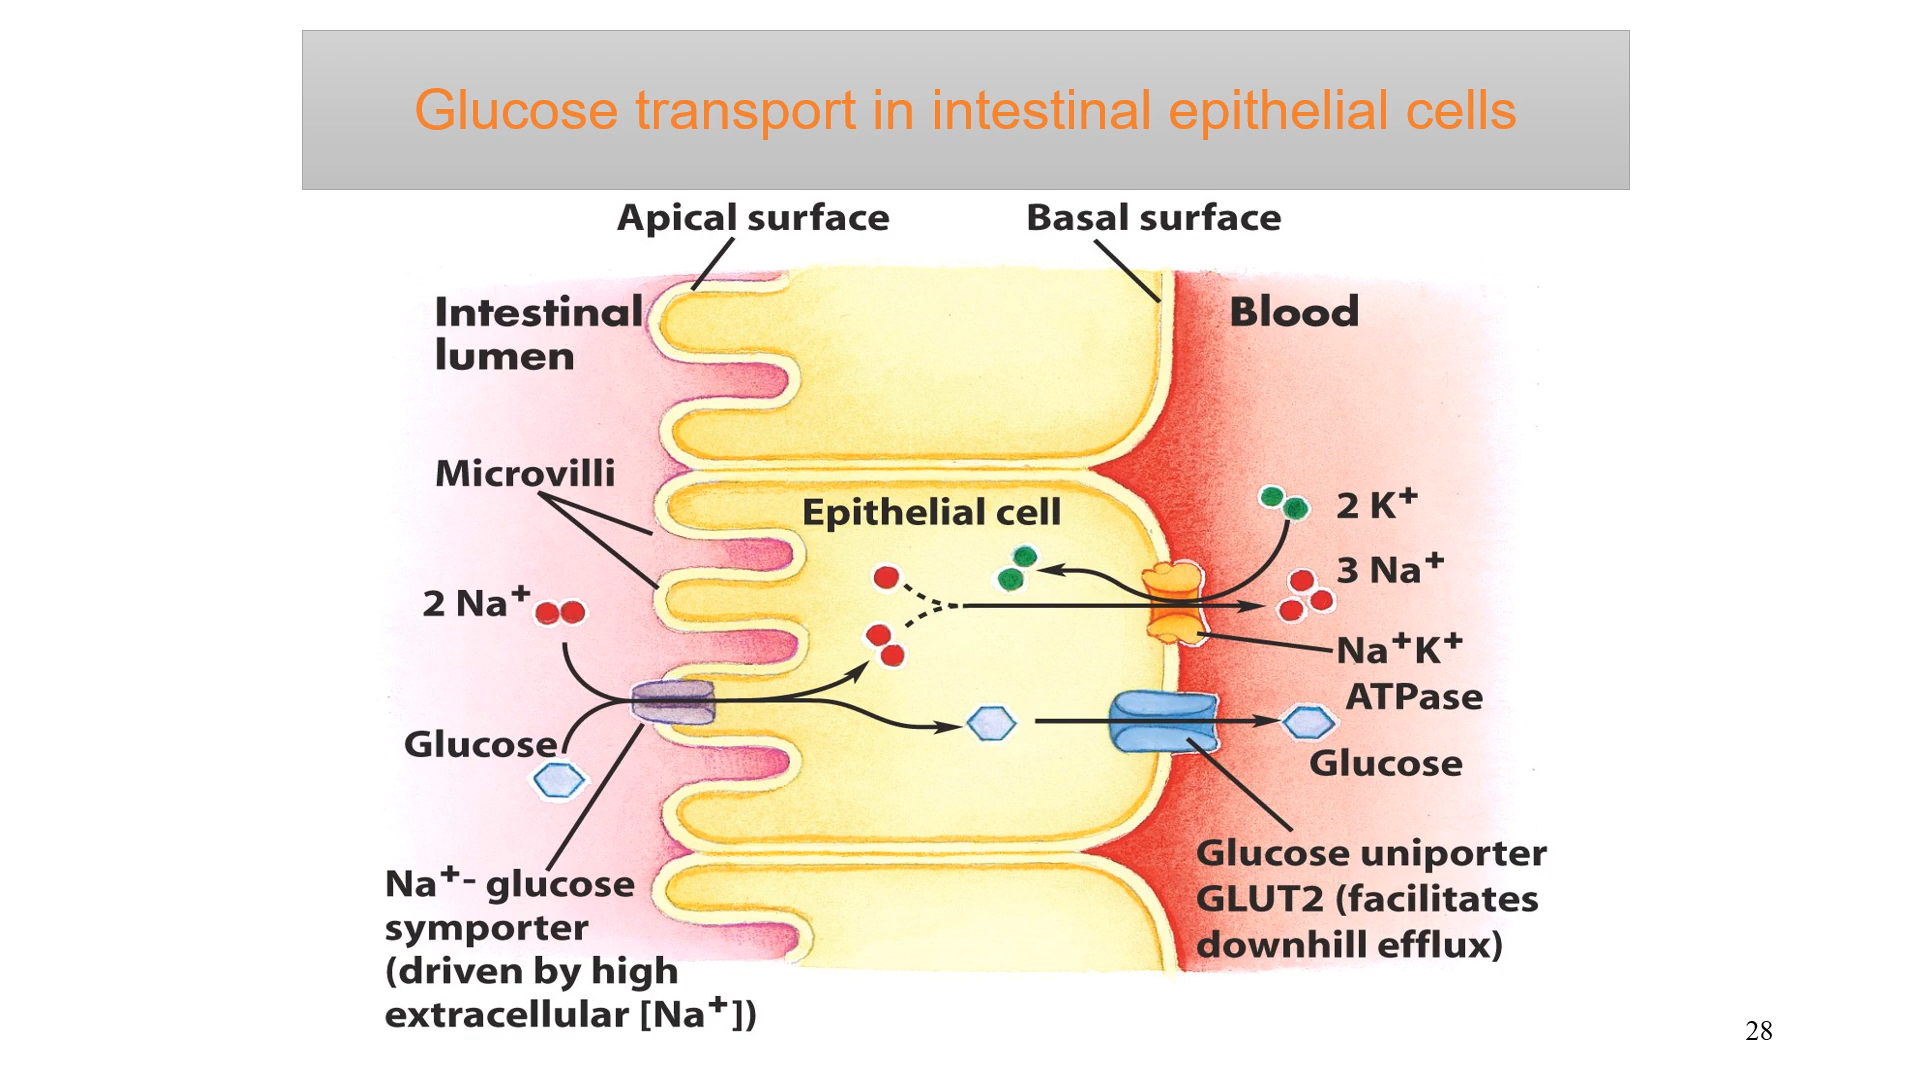 Glucose transport in intestinal epithelial cells
Apical surface
Basal surface
Intestinal
lumen
Blood
Microvilli
Epithelial cell
2 K⁺
3 Na⁺
2 Na⁺
Na⁺K⁺
ATPase
Glucose
Glucose
Na⁺- glucose
symporter
(driven by high
extracellular [Na⁺])
Glucose uniporter
GLUT2 (facilitates
downhill efflux)
28